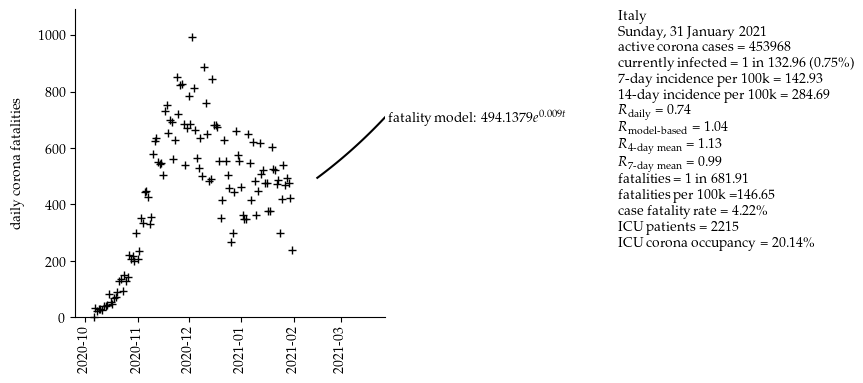 daily corona fatalities
1000
800
600
400
200
0
2020-10
2020-11
2020-12
2021-01
2021-02
2021-03
fatality model: 494.1379e^0.009t
Italy
Sunday, 31 January 2021
active corona cases = 453968
currently infected = 1 in 132.96 (0.75%)
7-day incidence per 100k = 142.93
14-day incidence per 100k = 284.69
R_daily = 0.74
R_model-based = 1.04
R_4-day mean = 1.13
R_7-day mean = 0.99
fatalities = 1 in 681.91
fatalities per 100k =146.65
case fatality rate = 4.22%
ICU patients = 2215
ICU corona occupancy = 20.14%